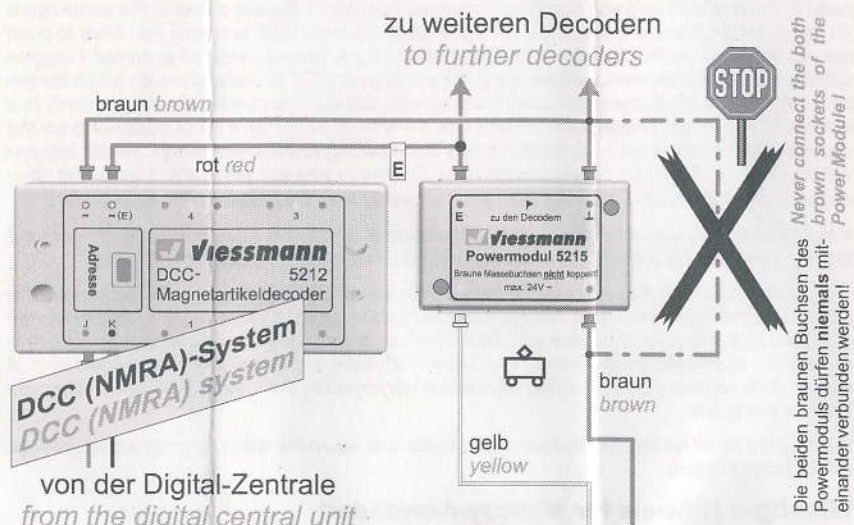 zu weiteren Decodern
to further decoders
STOP
braun brown
rot red
E
(E)
4
3
Adresse
Viessmann
DCC- 5212
Magnetartikeldecoder
1
DCC (NMRA)-System
DCC (NMRA) system
von der Digital-Zentrale
from the digital central unit
E
zu den Decodern
Viessmann
Powermodul 5215
Braune Massebuchsen nicht koppeln!
max. 24V ~
braun
brown
gelb
yellow
Die beiden braunen Buchsen des
Powermoduls dürfen niemals mit-
einander verbunden werden!
Never connect the both
brown sockets of the
Power Module!